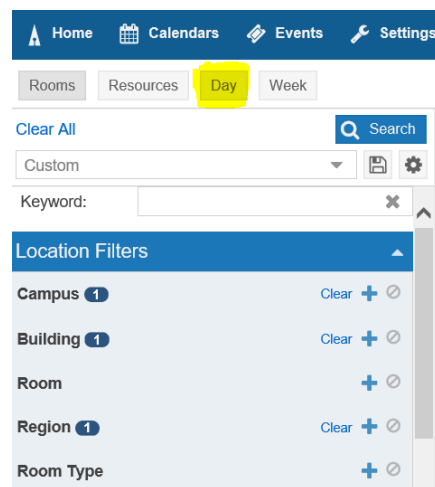 Home Calendars Events Settings
Rooms Resources Day Week
Clear All Search
Custom
Keyword:
Location Filters
Campus 1 Clear
Building 1 Clear
Room
Region 1 Clear
Room Type